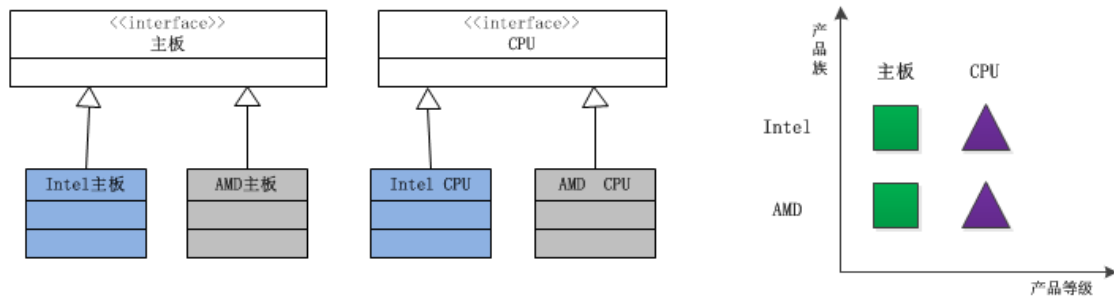 <<interface>>
主板
<<interface>>
CPU
Intel主板
AMD主板
Intel CPU
AMD CPU
产品族
主板
CPU
Intel
AMD
产品等级